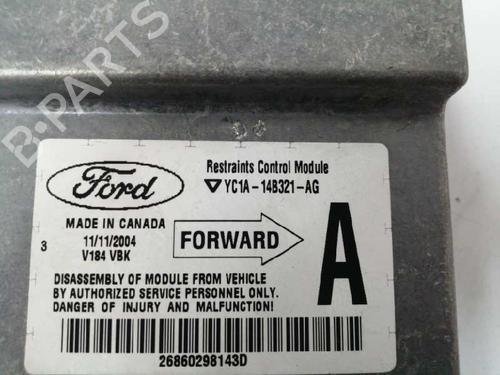 B-PARTS
Ford
Restraints Control Module
YC1A-14B321-AG
MADE IN CANADA
11/11/2004
3
V184 VBK
FORWARD
A
DISASSEMBLY OF MODULE FROM VEHICLE
BY AUTHORIZED SERVICE PERSONNEL ONLY.
DANGER OF INJURY AND MALFUNCTION!
26860298143D